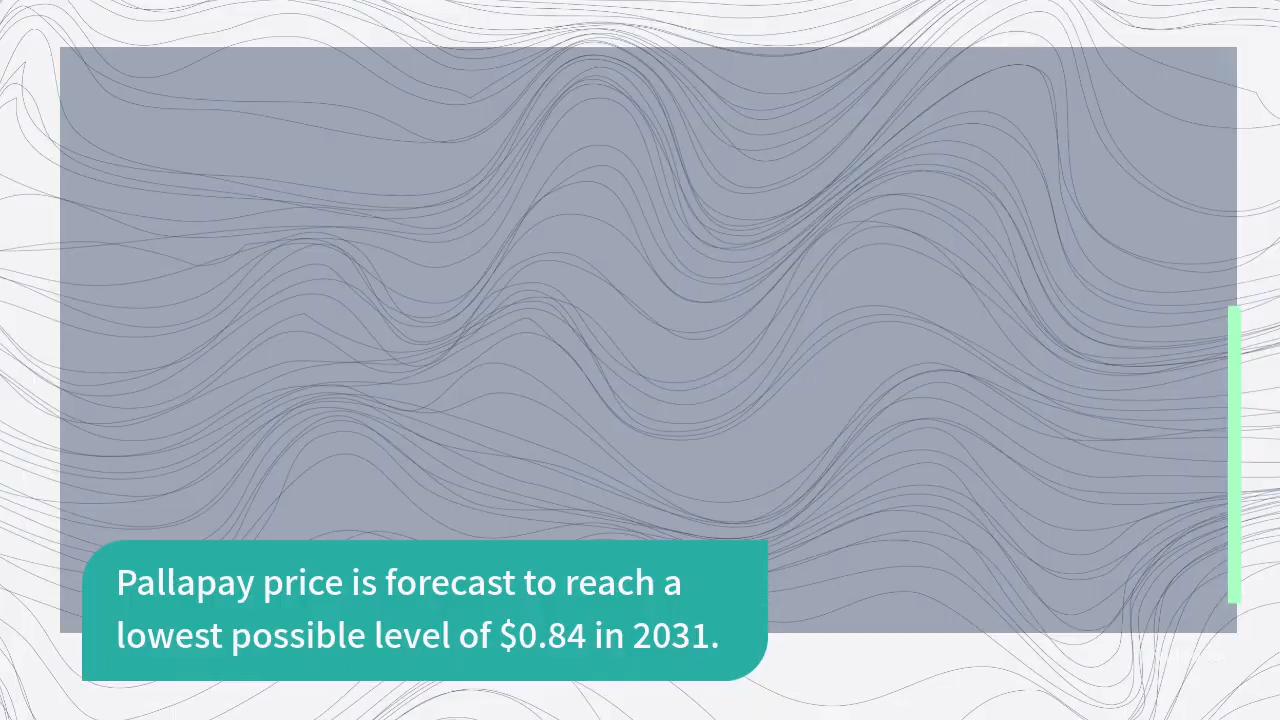 Pallapay price is forecast to reach a
lowest possible level of $0.84 in 2031.